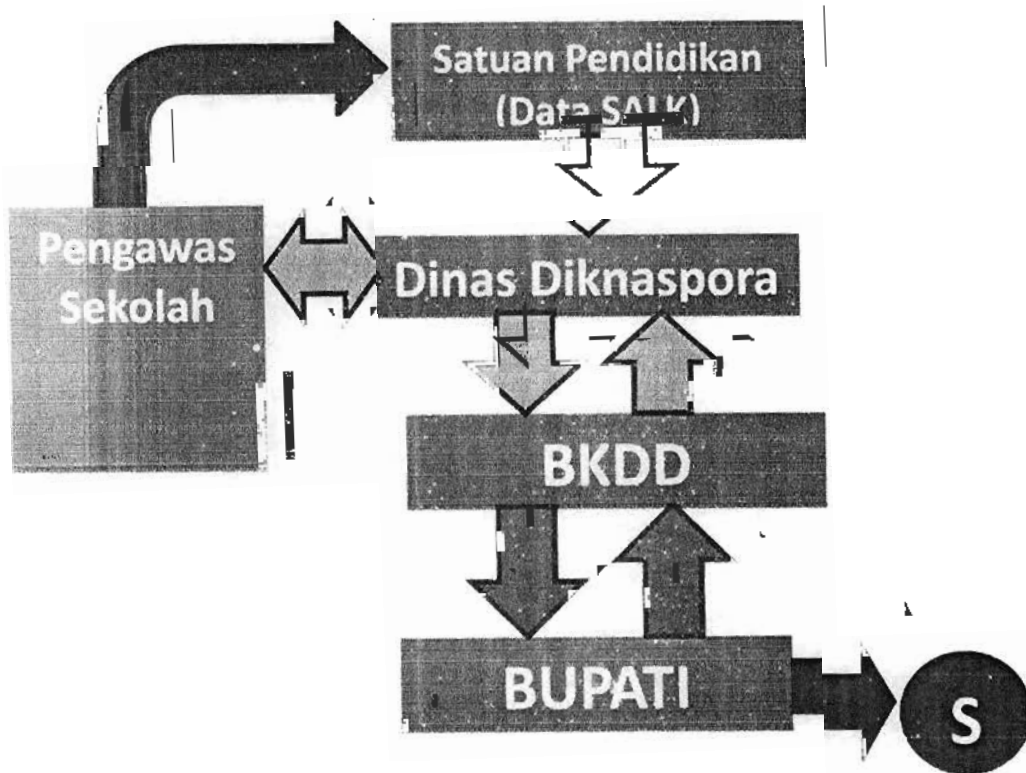 Satuan Pendidikan
(Data SALK)
Pengawas
Sekolah
Dinas Diknaspora
BKDD
BUPATI
S